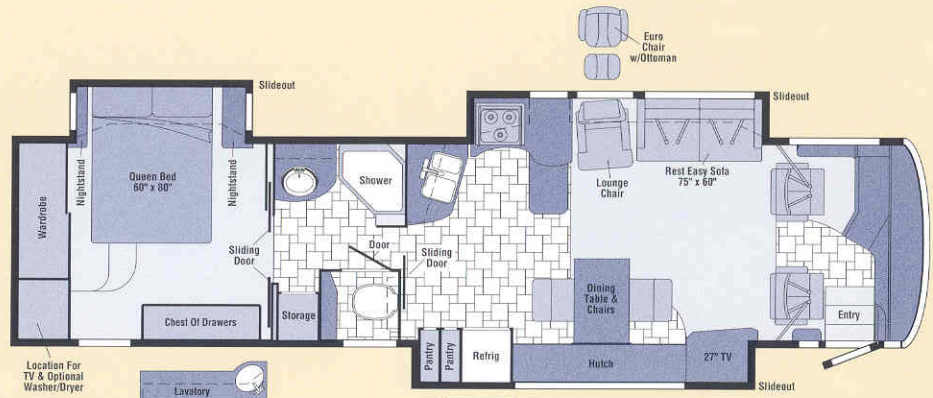 Euro
Chair
w/Ottoman
Slideout
Slideout
Wardrobe
Nightstand
Queen Bed
60" x 80"
Nightstand
Shower
Lounge
Chair
Rest Easy Sofa
75" x 60"
Sliding
Door
Door
Sliding
Door
Chest Of Drawers
Storage
Dining
Table &
Chairs
Entry
Pantry
Pantry
Refrig
Hutch
27" TV
Location For
TV & Optional
Washer/Dryer
Lavatory
Slideout